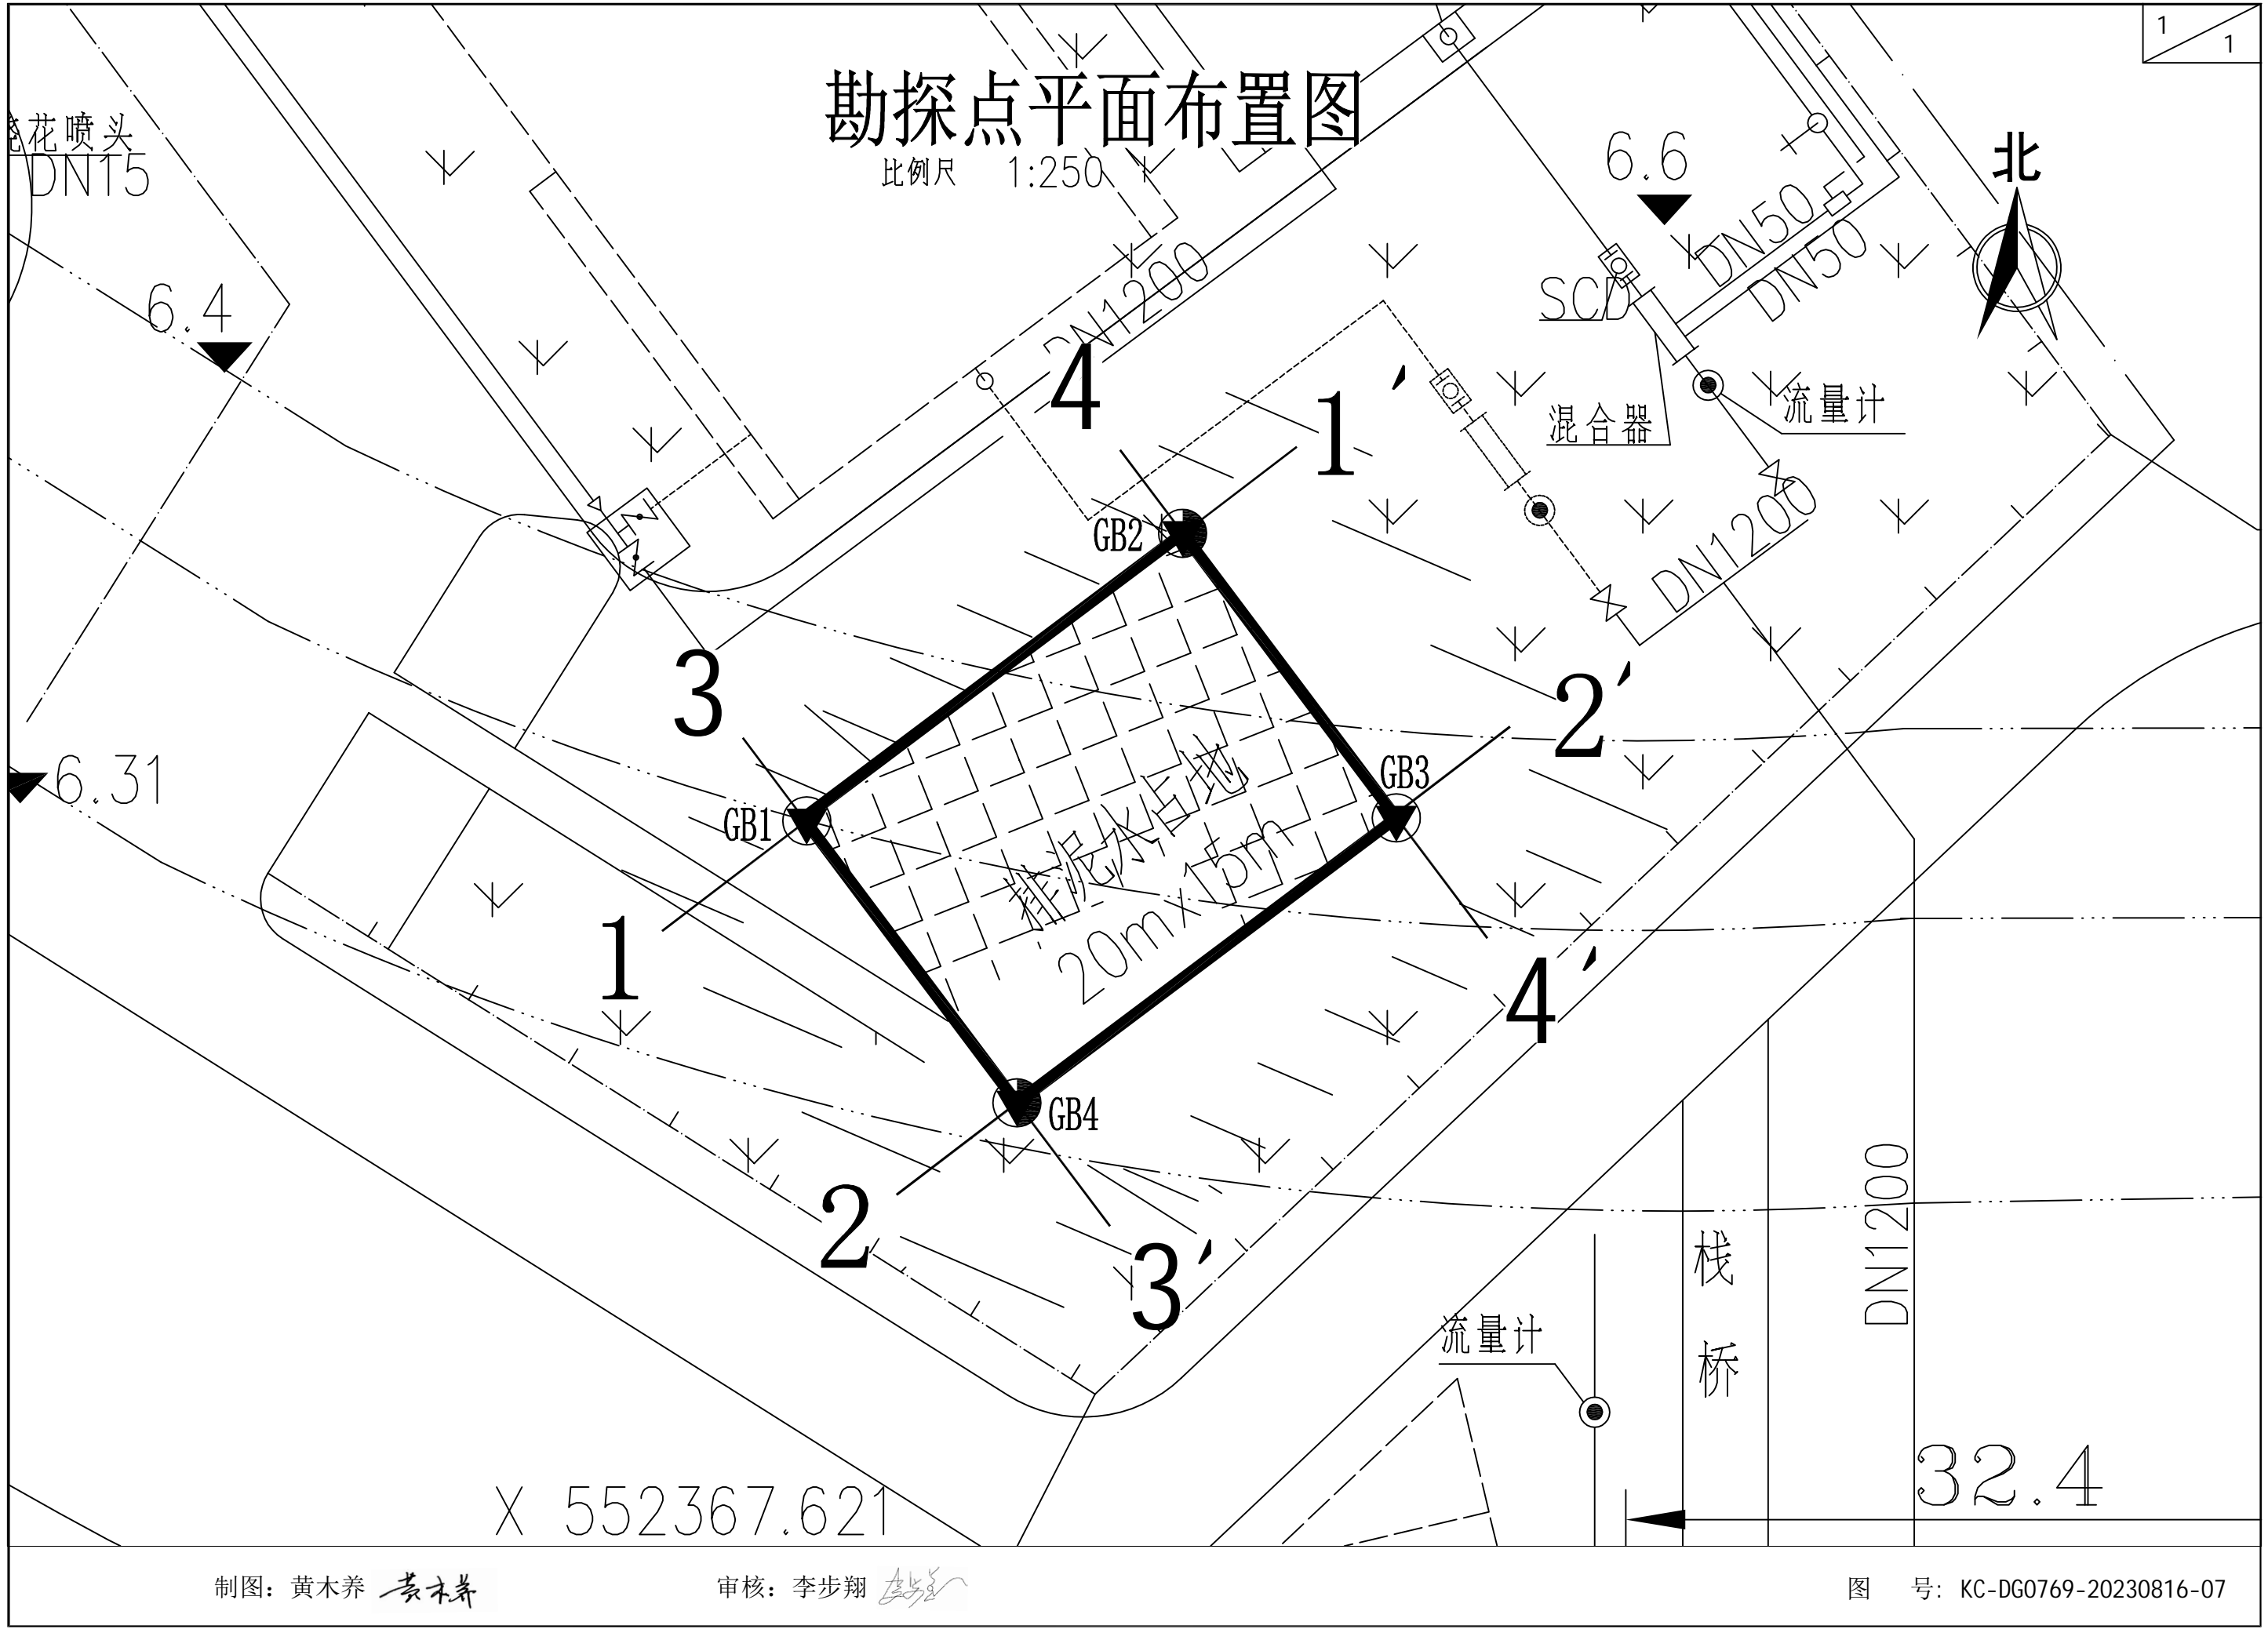 1
1
勘探点平面布置图
比例尺 1:250
花喷头
DN15
6.6
北
DN50
DN50
DN1200
6.4
SCD
4
1′
混合器
流量计
GB2
DN1200
3
2′
6.31
GB3
GB1
20m×15m
1
4′
GB4
2
3′
DN1200
栈
桥
流量计
32.4
X 552367.621
制图：黄木养 黄木养
审核：李步翔
图 号: KC-DG0769-20230816-07